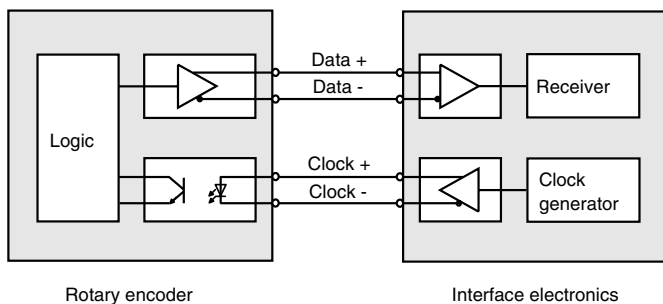 Data +
Data -
Receiver
Logic
Clock +
Clock -
Clock
generator
Rotary encoder
Interface electronics